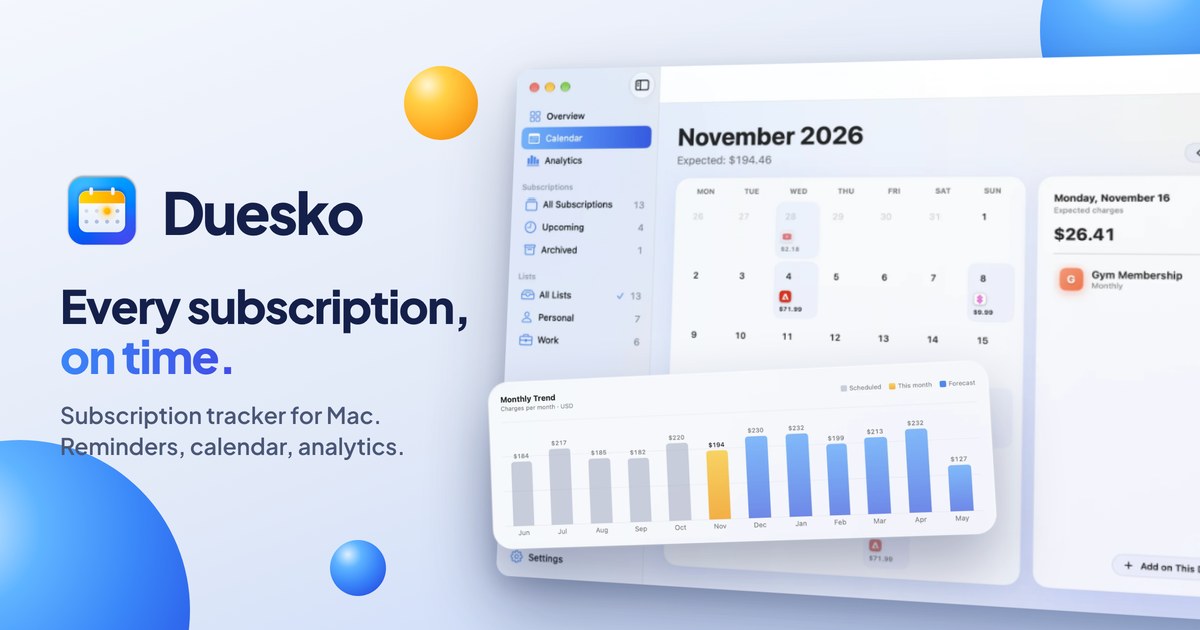 Duesko
Every subscription,
on time.
Subscription tracker for Mac.
Reminders, calendar, analytics.
Overview
Calendar
Analytics
Subscriptions
All Subscriptions 13
Upcoming 4
Archived 1
Lists
All Lists 13
Personal 7
Work 6
Settings
November 2026
Expected: $194.46
MON TUE WED THU FRI SAT SUN
26 27 28 29 30 31 1
$2.18
2 3 4 5 6 7 8
$71.99 $9.99
9 10 11 12 13 14 15
$71.99
Monday, November 16
Expected charges
$26.41
G
Gym Membership
Monthly
+ Add on This
Monthly Trend
Charges per month · USD
Scheduled This month Forecast
$184 $217 $185 $182 $220 $194 $230 $232 $199 $213 $232 $127
Jun Jul Aug Sep Oct Nov Dec Jan Feb Mar Apr May